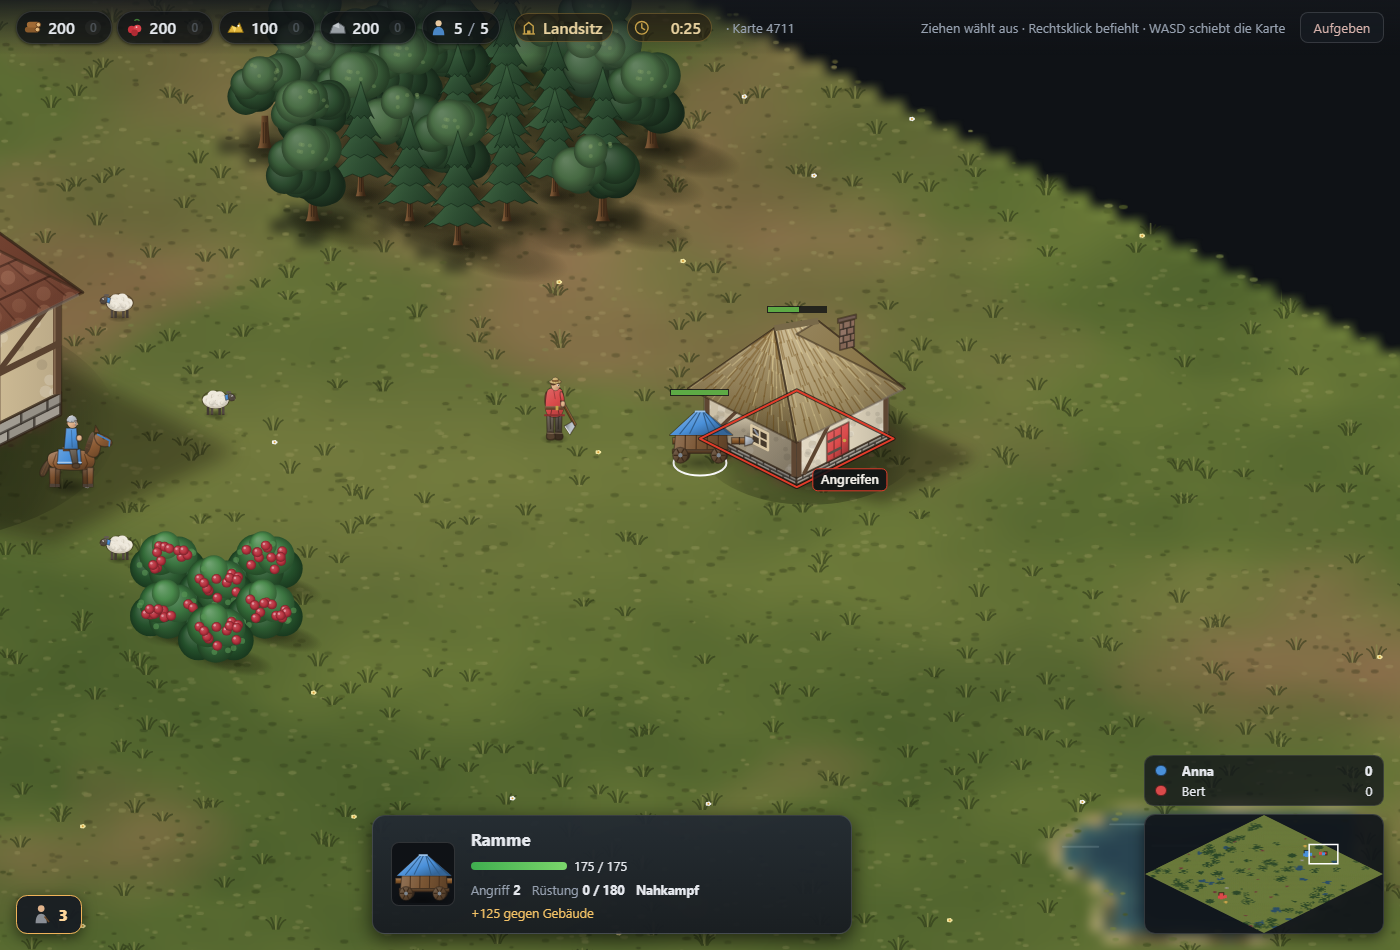 200 0 200 0 100 0 200 0 5 / 5 Landsitz 0:25 · Karte 4711 Ziehen wählt aus · Rechtsklick befiehlt · WASD schiebt die Karte Aufgeben
Angreifen
Anna 0
Bert 0
Ramme
175 / 175
Angriff 2 Rüstung 0 / 180 Nahkampf
+125 gegen Gebäude
3